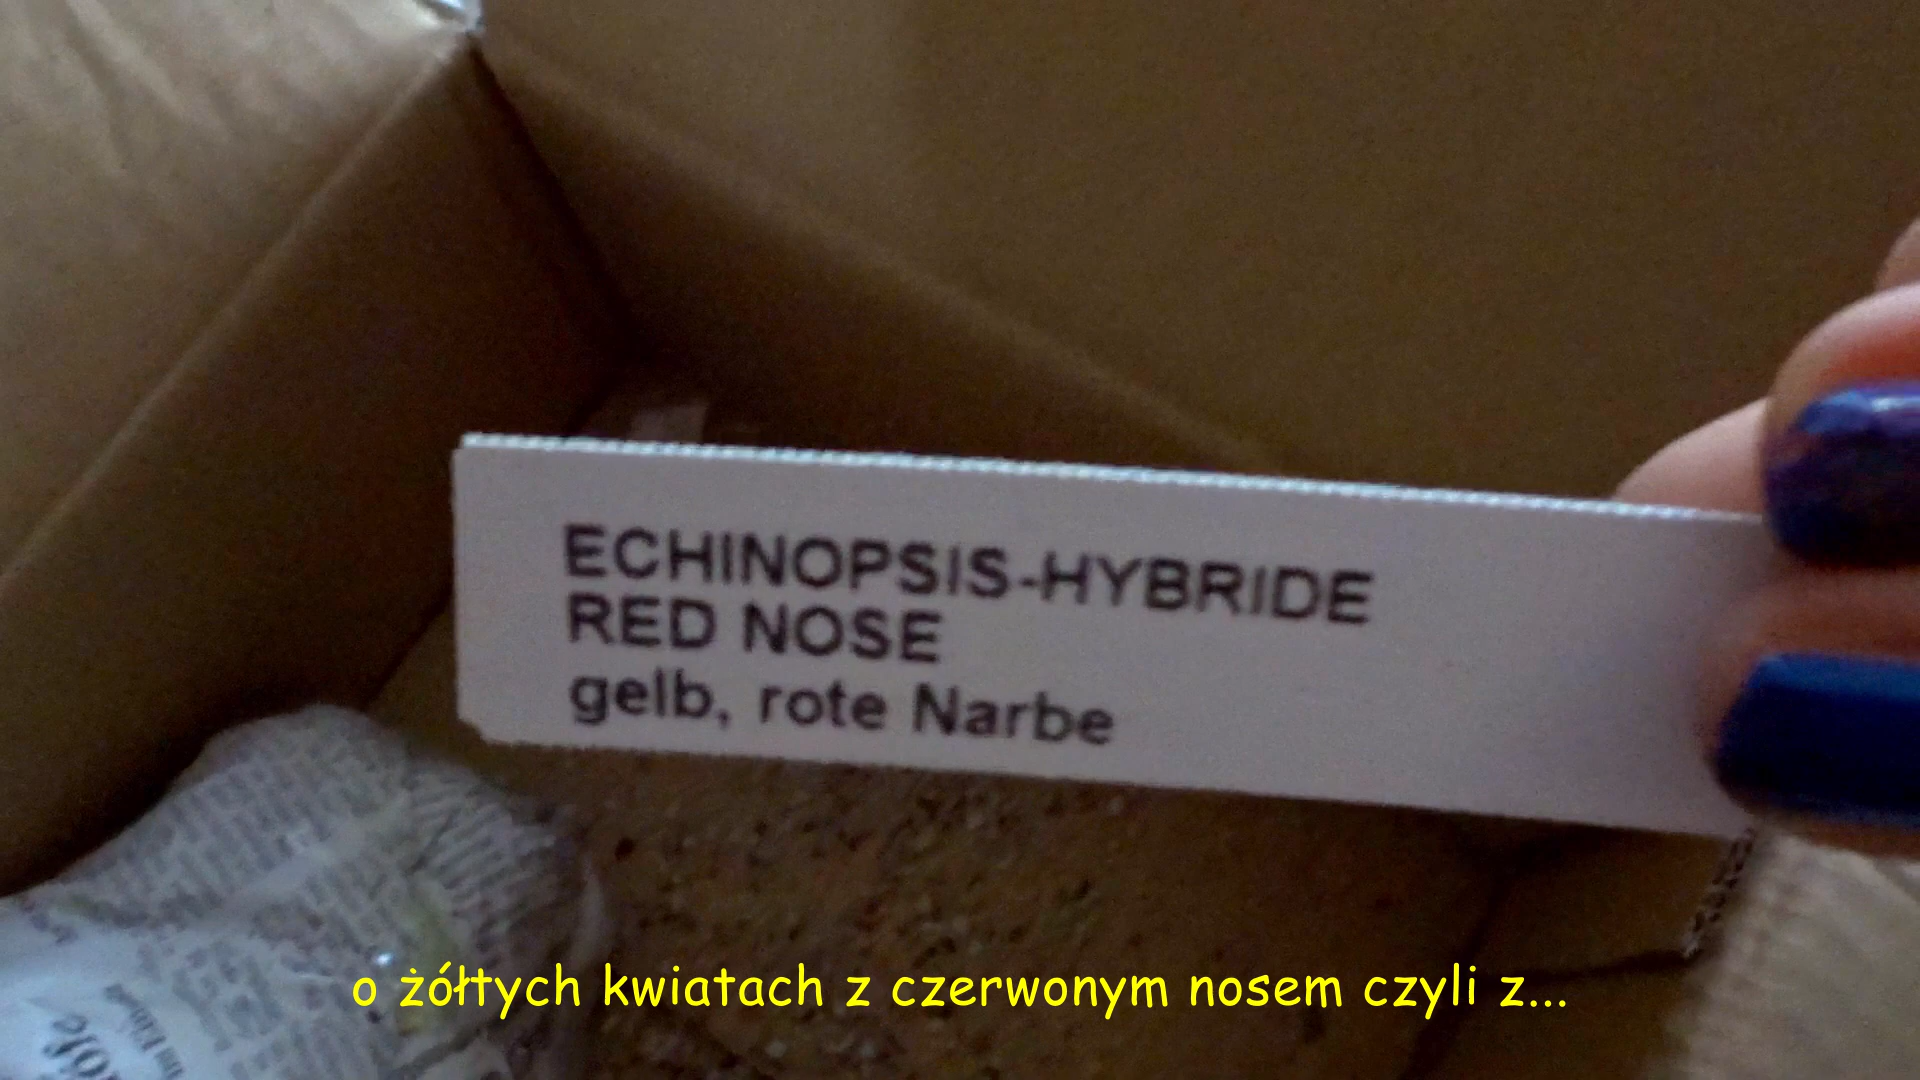 ECHINOPSIS-HYBRIDE
RED NOSE
gelb, rote Narbe
o żółtych kwiatach z czerwonym nosem czyli z...